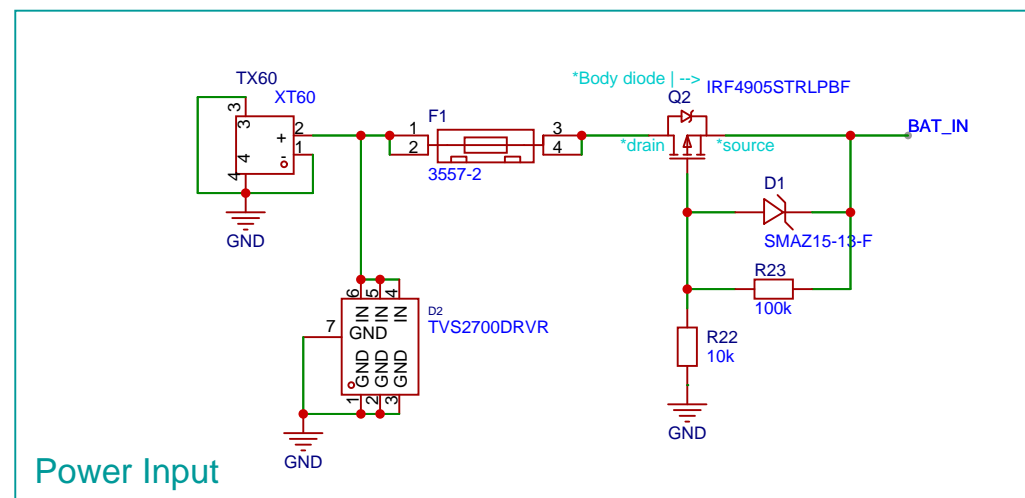 *Body diode | -->
IRF4905STRLPBF
Q2
TX60
XT60
3
3
2
+
1
-
4
4
GND
F1
1
2
3
4
3557-2
*drain
*source
BAT_IN
D1
SMAZ15-13-F
R23
100k
R22
10k
GND
6
5
4
IN
IN
IN
7
GND
D2
TVS2700DRVR
GND
GND
GND
1
2
3
GND
Power Input